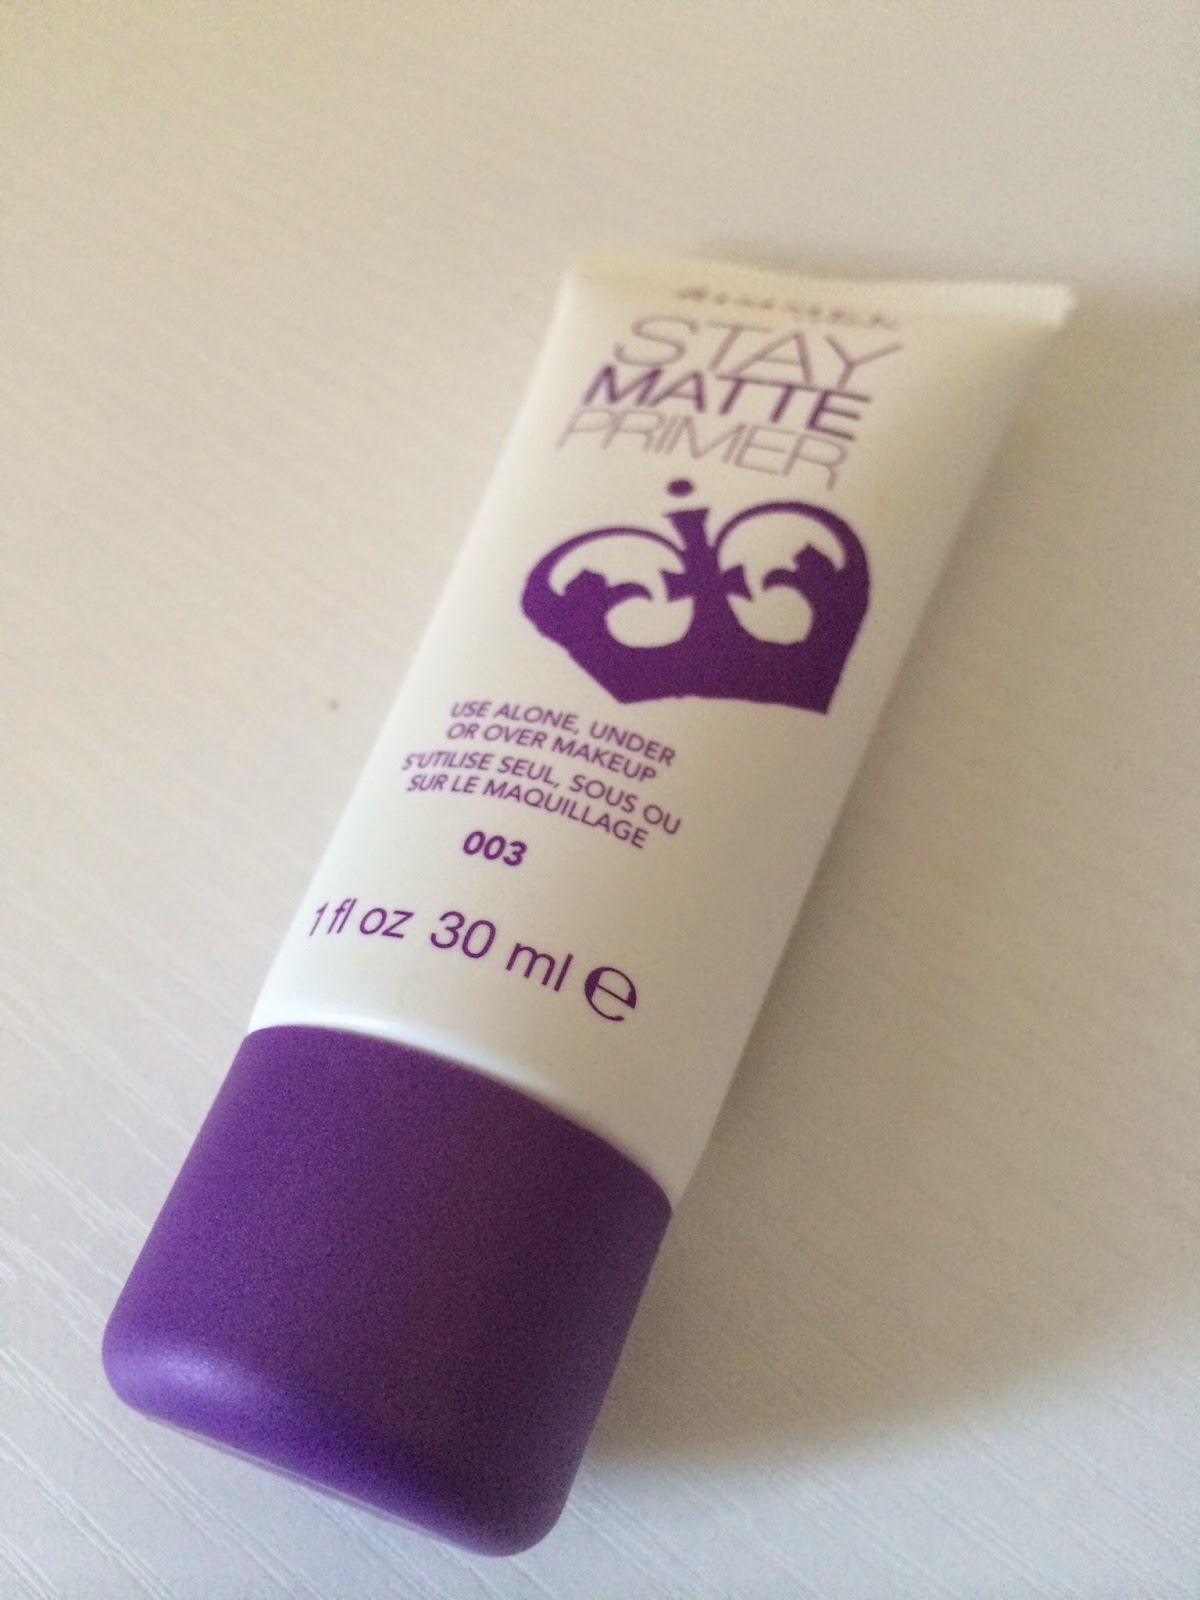 RIMMEL
STAY
MATTE
PRIMER
USE ALONE, UNDER
OR OVER MAKEUP
S'UTILISE SEUL, SOUS OU
SUR LE MAQUILLAGE
003
1 fl oz 30 ml ℮